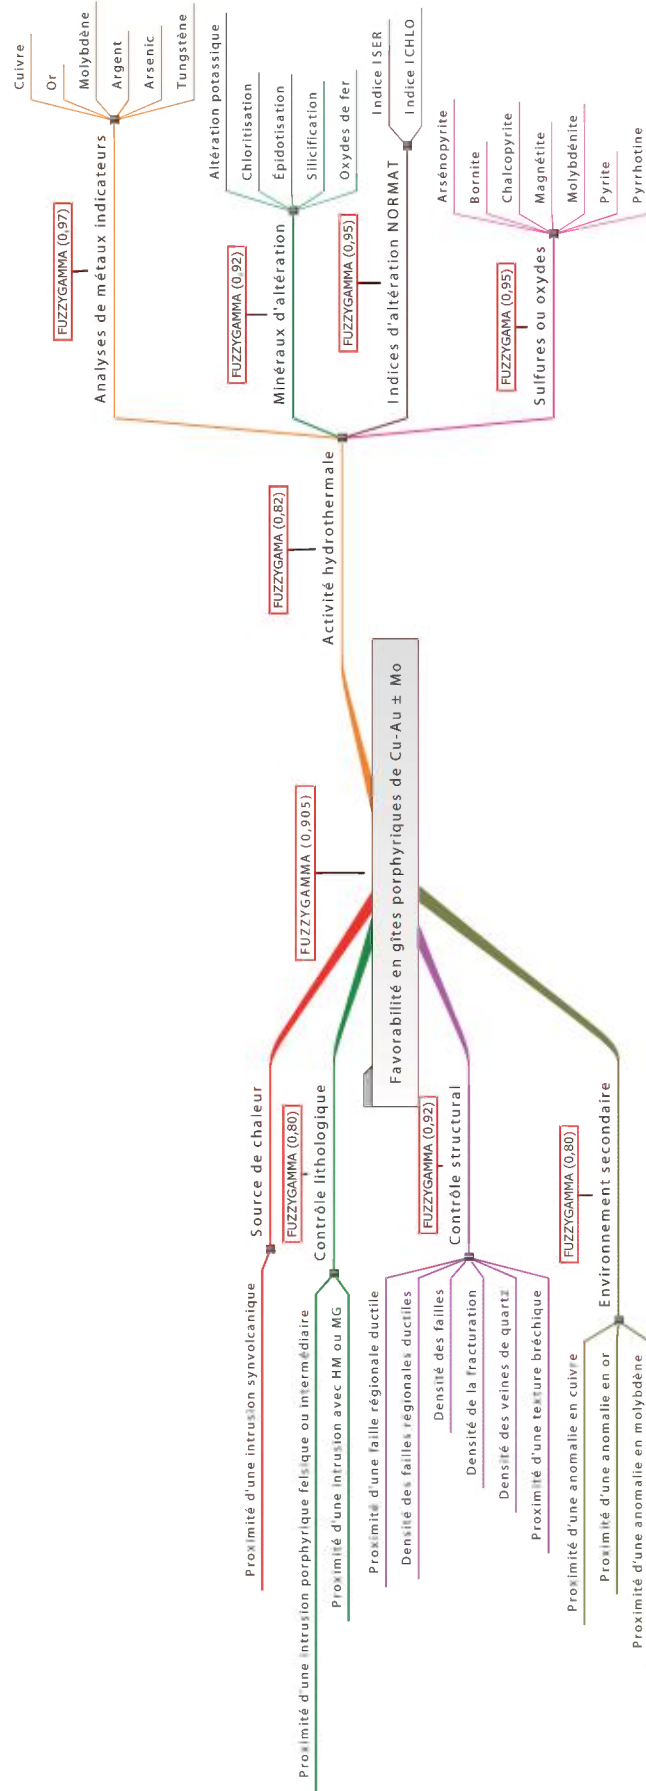 Favorabilité en gîtes porphyriques de Cu-Au ± Mo
FUZZYGAMMA (0,905)
Source de chaleur
Proximité d'une intrusion synvolcanique
Contrôle lithologique
FUZZYGAMMA (0,80)
Proximité d'une intrusion porphyrique felsique ou intermédiaire
Proximité d'une intrusion avec HM ou MG
Contrôle structural
FUZZYGAMMA (0,92)
Proximité d'une faille régionale ductile
Densité des failles régionales ductiles
Densité des failles
Densité de la fracturation
Densité des veines de quartz
Proximité d'une texture bréchique
Environnement secondaire
FUZZYGAMMA (0,80)
Proximité d'une anomalie en cuivre
Proximité d'une anomalie en or
Proximité d'une anomalie en molybdène
Activité hydrothermale
FUZZYGAMA (0,82)
Analyses de métaux indicateurs
FUZZYGAMMA (0,97)
Cuivre
Or
Molybdène
Argent
Arsenic
Tungstène
Minéraux d'altération
FUZZYGAMMA (0,92)
Altération potassique
Chloritisation
Épidotisation
Silicification
Oxydes de fer
Indices d'altération NORMAT
FUZZYGAMMA (0,95)
Indice ISER
Indice ICHLO
Sulfures ou oxydes
FUZZYGAMA (0,95)
Arsénopyrite
Bornite
Chalcopyrite
Magnétite
Molybdénite
Pyrite
Pyrrhotine